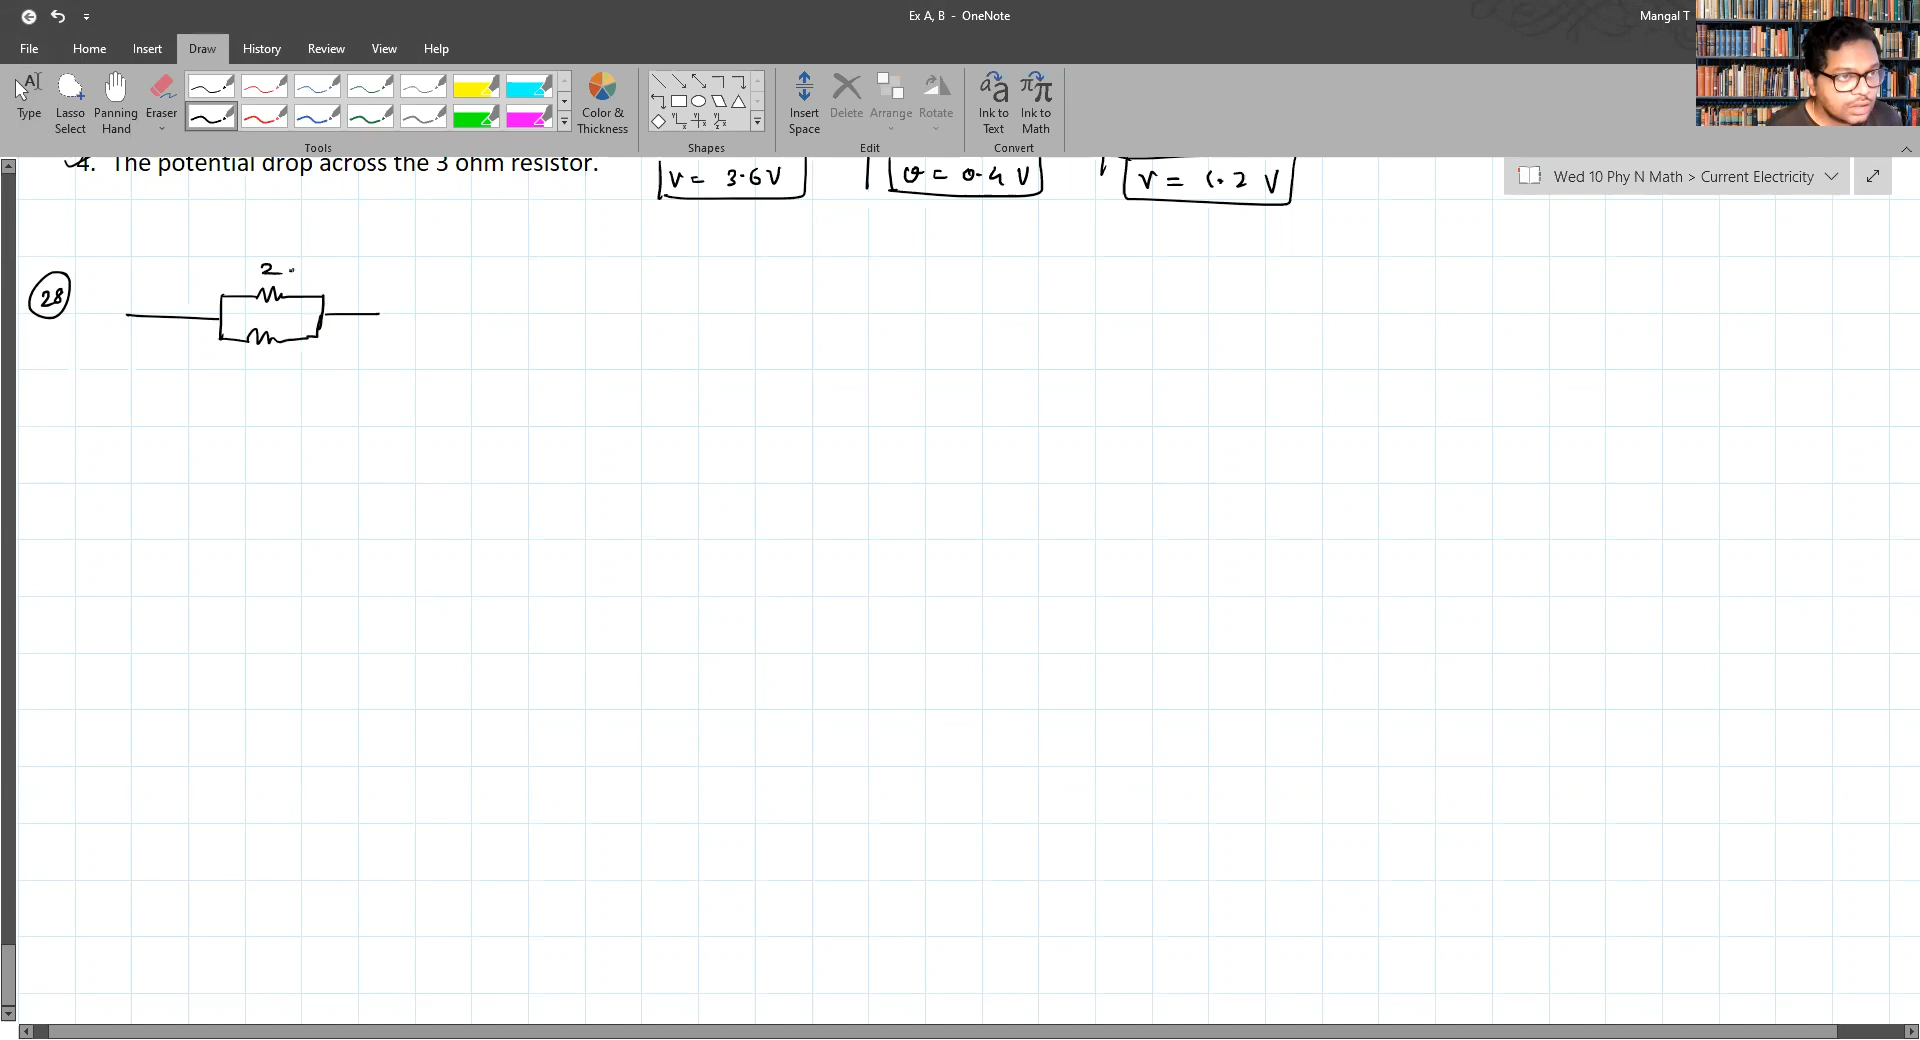 Ex A, B - OneNote
Mangal T
File Home Insert Draw History Review View Help
Type
Lasso Select
Panning Hand
Eraser
Color & Thickness
Insert Space
Delete
Arrange
Rotate
Ink to Text
Ink to Math
Tools
Shapes
Edit
Convert
Wed 10 Phy N Math > Current Electricity
4. The potential drop across the 3 ohm resistor.
V = 3.6 V
V = 0.4 V
V = 1.2 V
28
2.